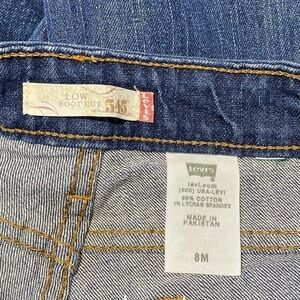 LOW
BOOT CUT 545
LEVI'S
Levi's
levi.com
(800) USA-LEVI
99% COTTON
1% LYCRA® SPANDEX
MADE IN
PAKISTAN
8M